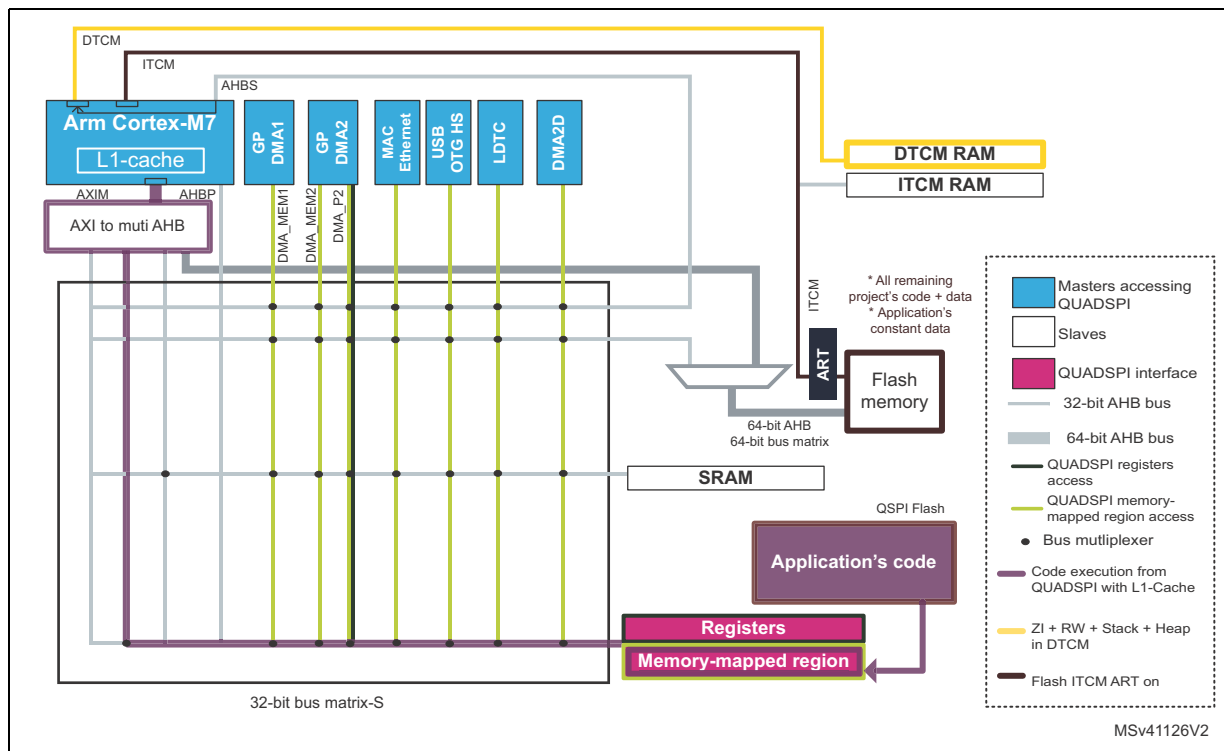 DTCM
ITCM
AHBS
Arm Cortex-M7
L1-cache
GP
DMA1
GP
DMA2
MAC
Ethernet
USB
OTG HS
LDTC
DMA2D
DTCM RAM
ITCM RAM
AXIM
AHBP
DMA_MEM1
DMA_MEM2
DMA_P2
AXI to muti AHB
ITCM
* All remaining
project's code + data
* Application's
constant data
ART
Flash
memory
64-bit AHB
64-bit bus matrix
SRAM
QSPI Flash
Application's code
Registers
Memory-mapped region
32-bit bus matrix-S
Masters accessing
QUADSPI
Slaves
QUADSPI interface
32-bit AHB bus
64-bit AHB bus
QUADSPI registers
access
QUADSPI memory-
mapped region access
Bus mutliplexer
Code execution from
QUADSPI with L1-Cache
ZI + RW + Stack + Heap
in DTCM
Flash ITCM ART on
MSv41126V2